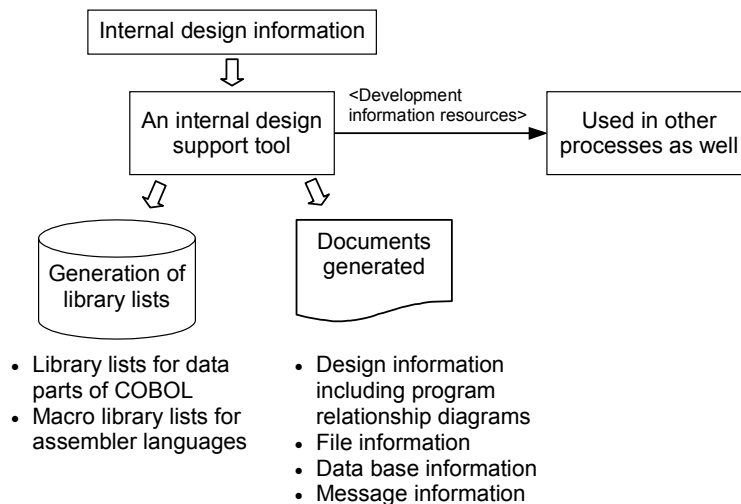 Internal design information
<Development
information resources>
An internal design
support tool
Used in other
processes as well
Generation of
library lists
Documents
generated
• Library lists for data
parts of COBOL
• Macro library lists for
assembler languages
• Design information
including program
relationship diagrams
• File information
• Data base information
• Message information